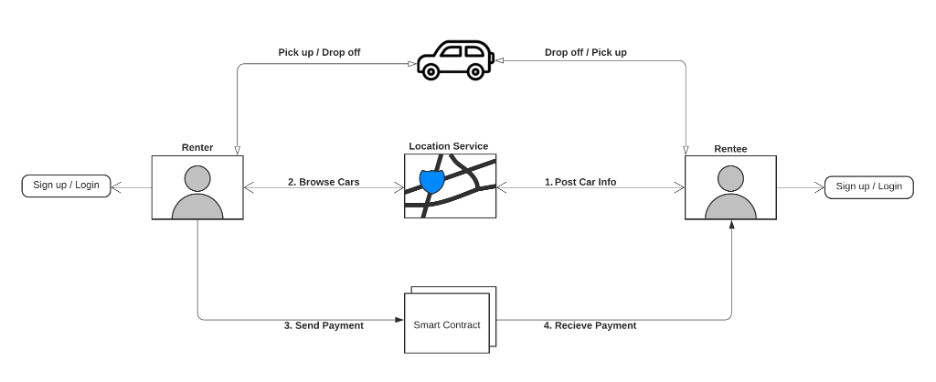 Pick up / Drop off
Drop off / Pick up
Renter
Location Service
Rentee
Sign up / Login
2. Browse Cars
1. Post Car Info
Sign up / Login
3. Send Payment
Smart Contract
4. Recieve Payment